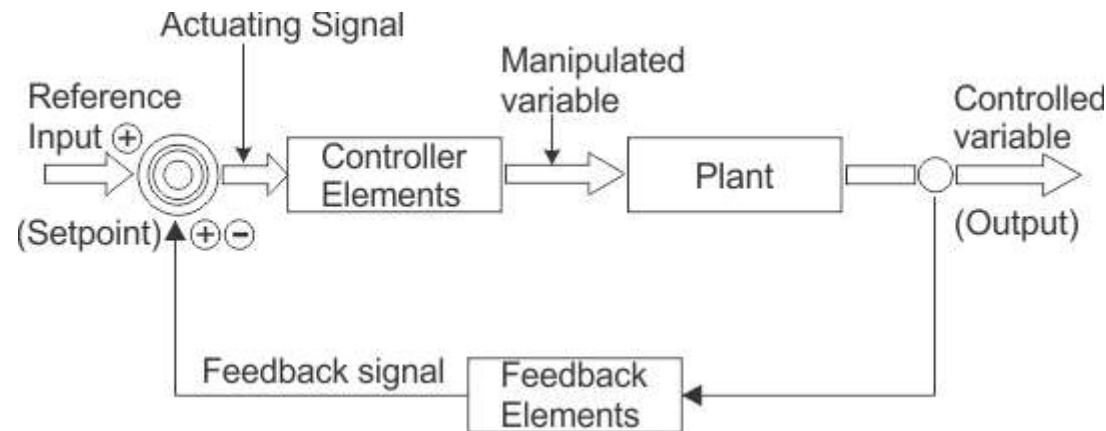 Actuating Signal
Manipulated
variable
Reference
Input +
Controlled
variable
Controller
Elements
Plant
(Setpoint) + −
(Output)
Feedback signal
Feedback
Elements